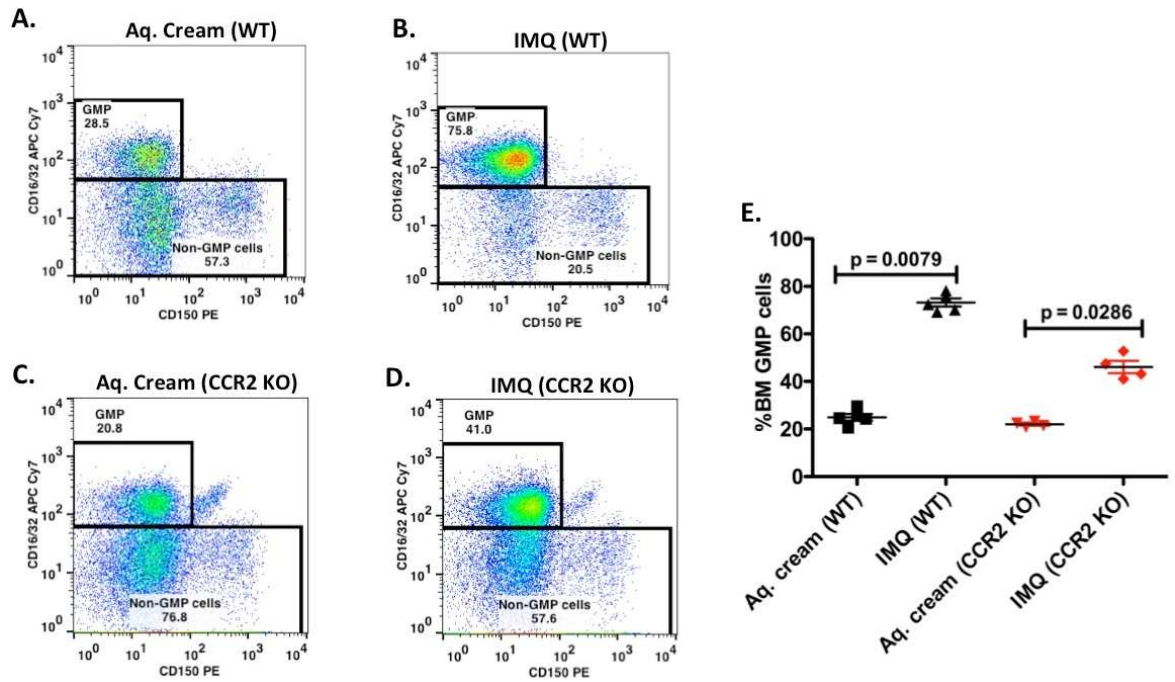 A.
Aq. Cream (WT)
10^4
10^3
10^2
10^1
10^0
CD16/32 APC Cy7
GMP
28.5
Non-GMP cells
57.3
10^0 10^1 10^2 10^3 10^4
CD150 PE
B.
IMQ (WT)
10^4
10^3
10^2
10^1
10^0
CD16/32 APC Cy7
GMP
75.8
Non-GMP cells
20.5
10^0 10^1 10^2 10^3 10^4
CD150 PE
C.
Aq. Cream (CCR2 KO)
10^4
10^3
10^2
10^1
10^0
CD16/32 APC Cy7
GMP
20.8
Non-GMP cells
76.8
10^0 10^1 10^2 10^3 10^4
CD150 PE
D.
IMQ (CCR2 KO)
10^4
10^3
10^2
10^1
10^0
CD16/32 APC Cy7
GMP
41.0
Non-GMP cells
57.6
10^0 10^1 10^2 10^3 10^4
CD150 PE
E.
%BM GMP cells
100
80
60
40
20
0
p = 0.0079
p = 0.0286
Aq. cream (WT)
IMQ (WT)
Aq. cream (CCR2 KO)
IMQ (CCR2 KO)